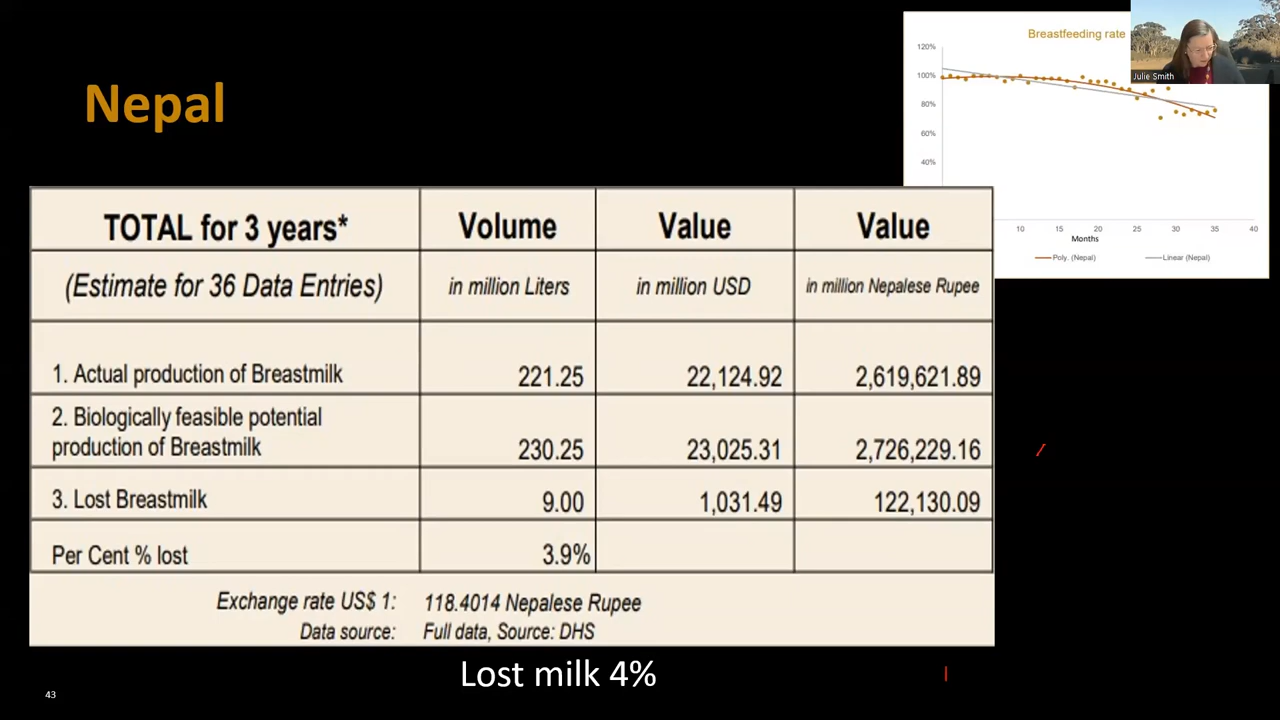 Nepal
Breastfeeding rate
Julie Smith
120%
100%
80%
60%
40%
10 15 20 25 30 35 40
Months
Poly. (Nepal) Linear (Nepal)
TOTAL for 3 years* Volume Value Value
(Estimate for 36 Data Entries) in million Liters in million USD in million Nepalese Rupee
1. Actual production of Breastmilk 221.25 22,124.92 2,619,621.89
2. Biologically feasible potential
production of Breastmilk 230.25 23,025.31 2,726,229.16
3. Lost Breastmilk 9.00 1,031.49 122,130.09
Per Cent % lost 3.9%
Exchange rate US$ 1: 118.4014 Nepalese Rupee
Data source: Full data, Source: DHS
Lost milk 4%
43